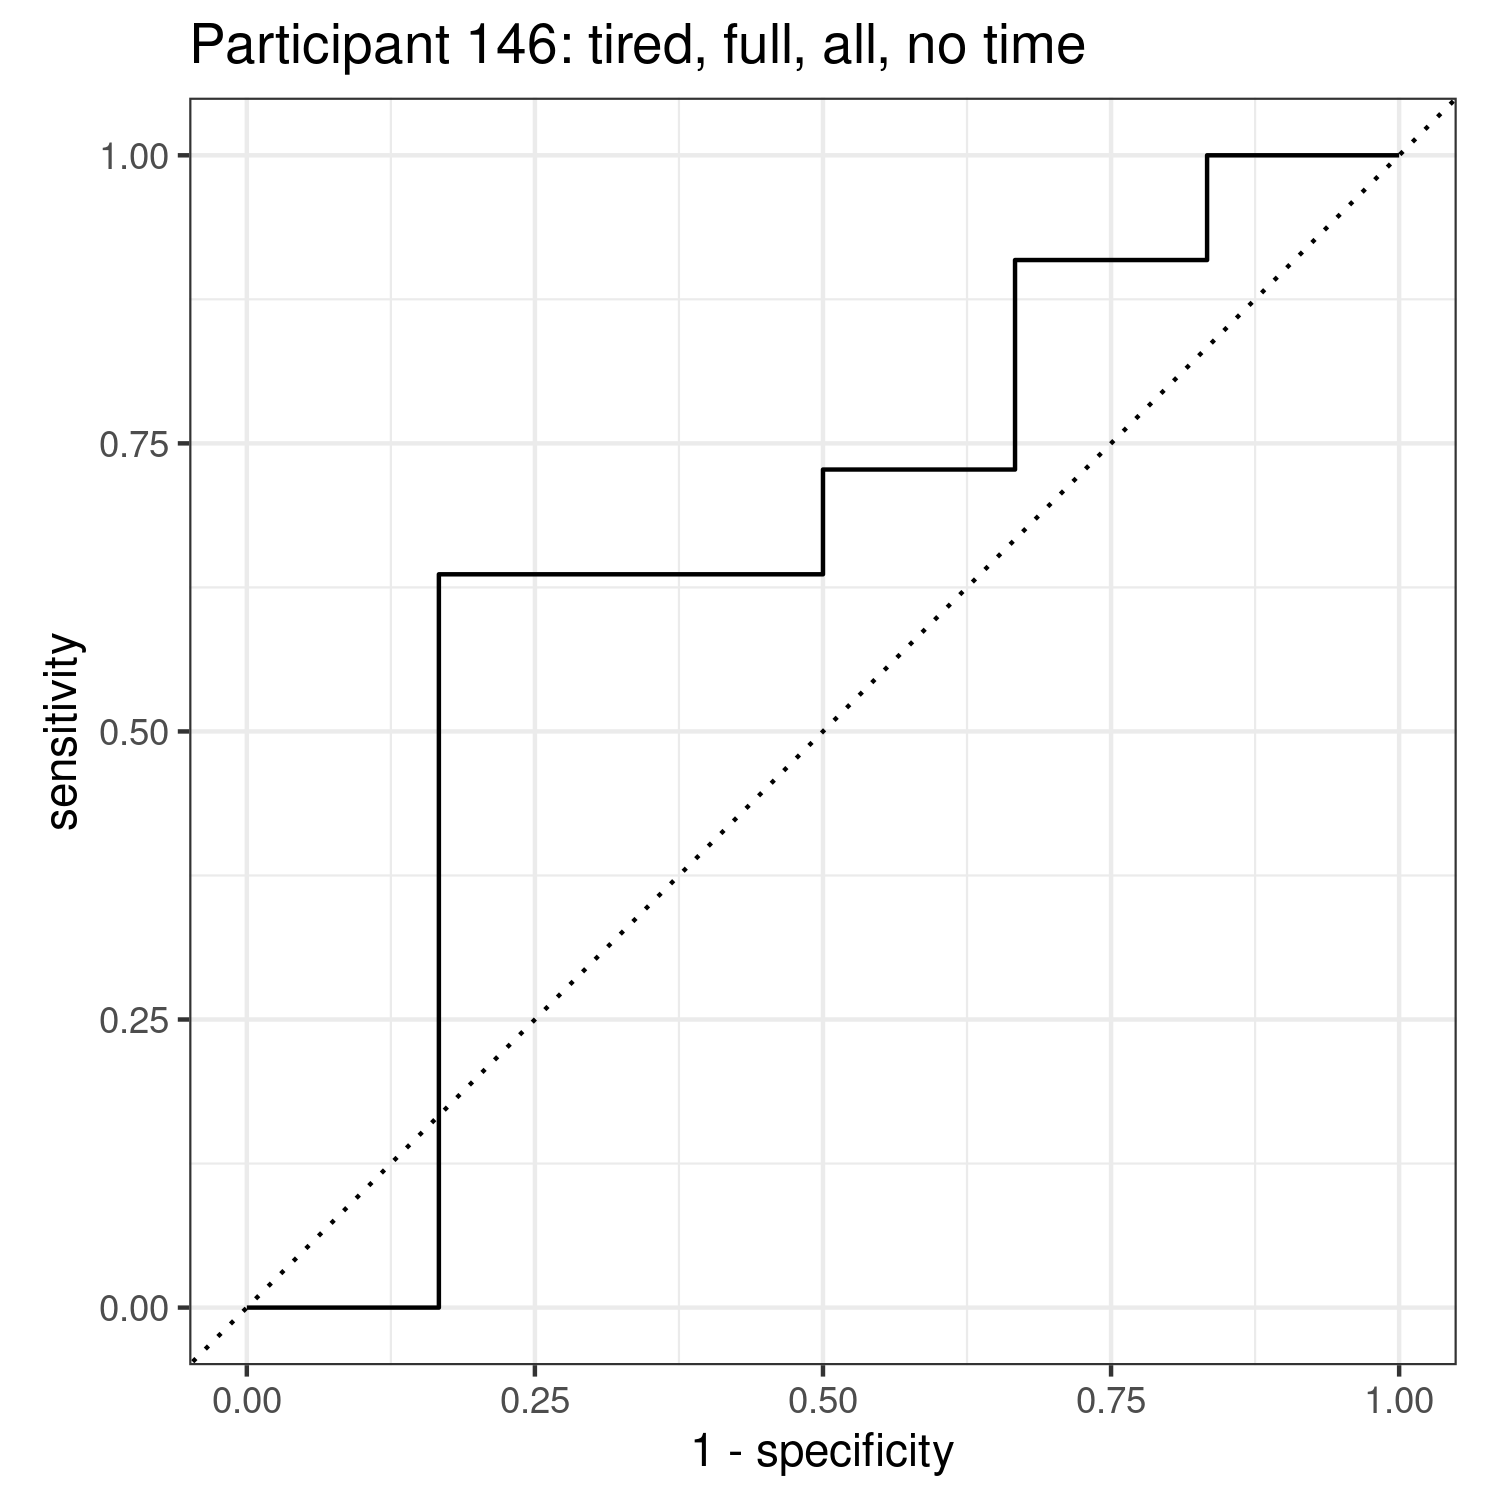 Participant 146: tired, full, all, no time
1.00
0.75
0.50
0.25
0.00
sensitivity
0.00 0.25 0.50 0.75 1.00
1 - specificity